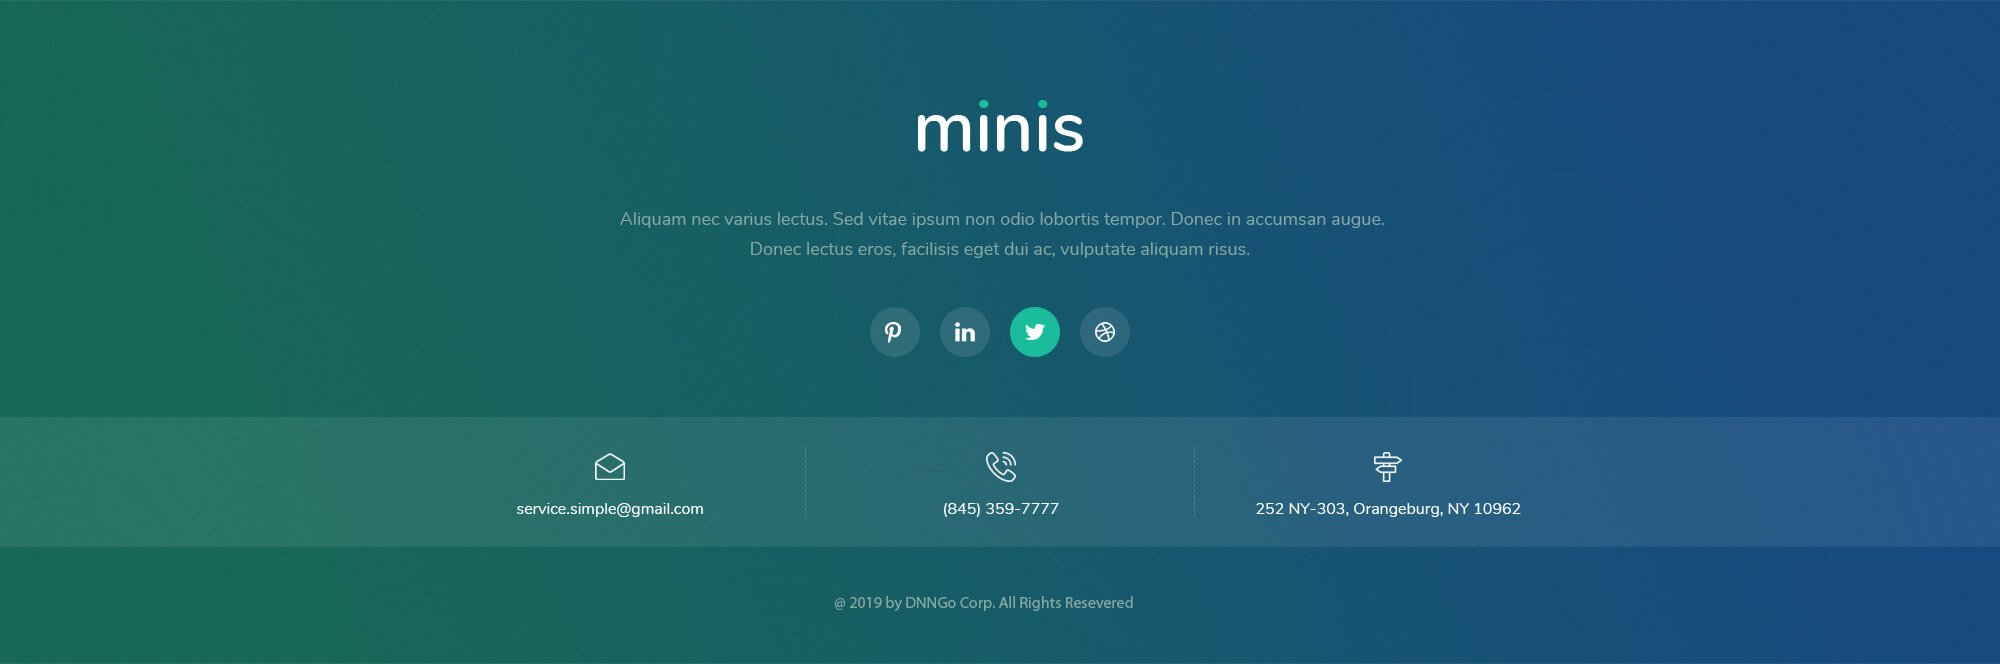 minis
Aliquam nec varius lectus. Sed vitae ipsum non odio lobortis tempor. Donec in accumsan augue.
Donec lectus eros, facilisis eget dui ac, vulputate aliquam risus.
service.simple@gmail.com
(845) 359-7777
252 NY-303, Orangeburg, NY 10962
@ 2019 by DNNGo Corp. All Rights Resevered